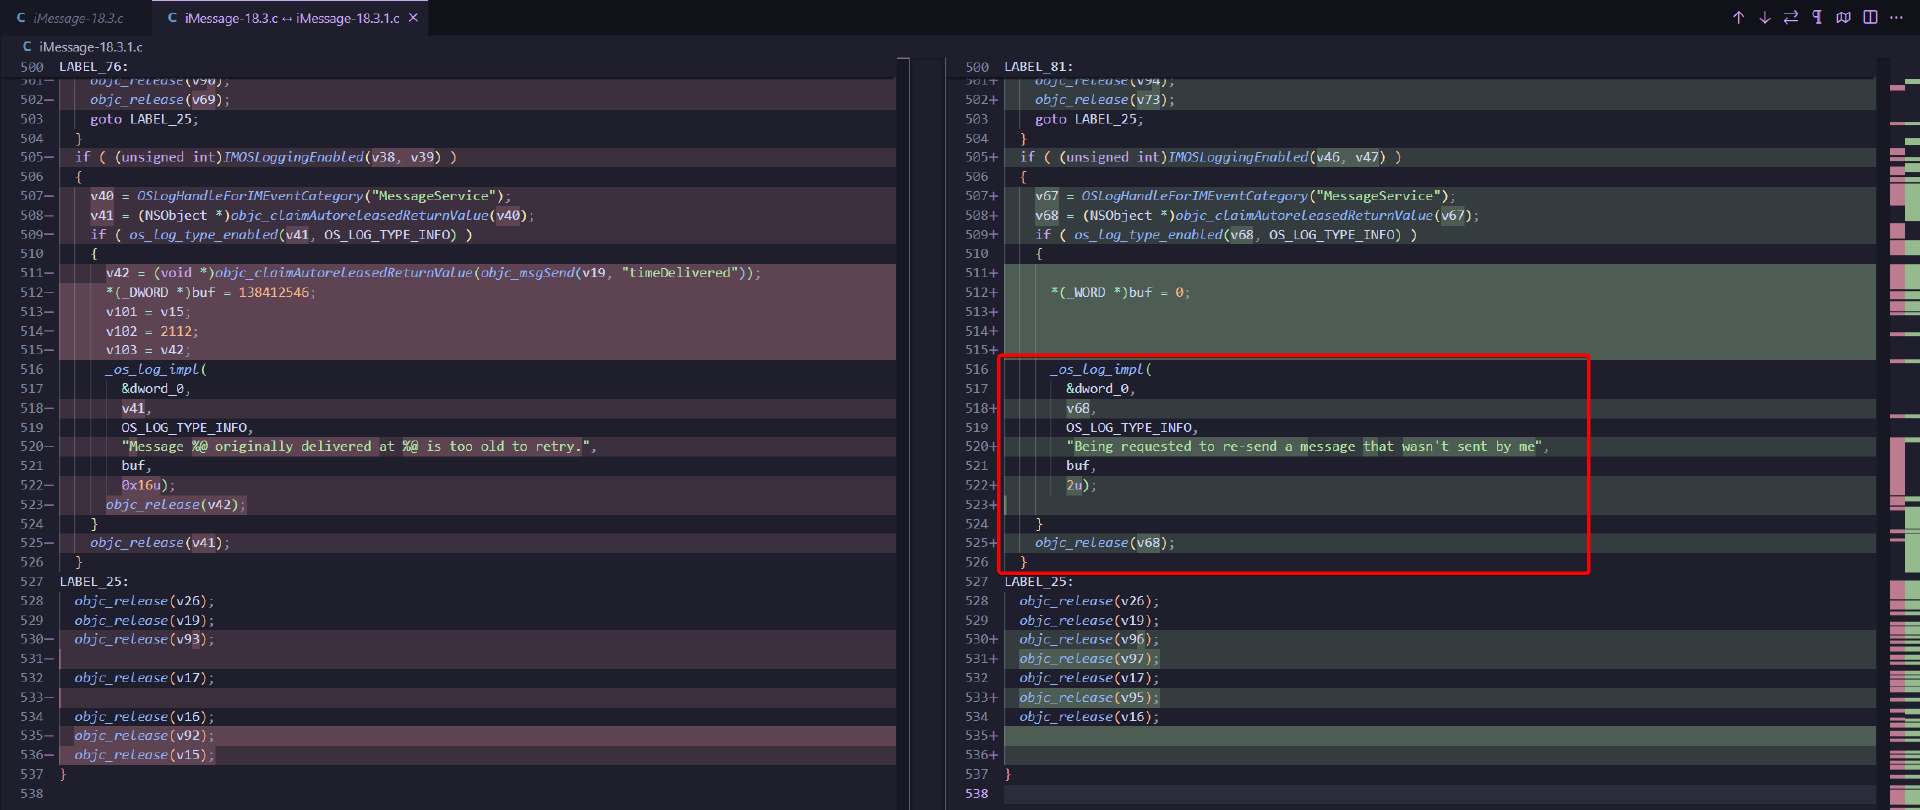 iMessage-18.3.c
iMessage-18.3.c ↔ iMessage-18.3.1.c
iMessage-18.3.1.c
500 LABEL_76:
501− objc_release(v90);
502− objc_release(v69);
503 goto LABEL_25;
504 }
505− if ( (unsigned int)IMOSLoggingEnabled(v38, v39) )
506 {
507− v40 = OSLogHandleForIMEventCategory("MessageService");
508− v41 = (NSObject *)objc_claimAutoreleasedReturnValue(v40);
509− if ( os_log_type_enabled(v41, OS_LOG_TYPE_INFO) )
510 {
511− v42 = (void *)objc_claimAutoreleasedReturnValue(objc_msgSend(v19, "timeDelivered"));
512− *(_DWORD *)buf = 138412546;
513− v101 = v15;
514− v102 = 2112;
515− v103 = v42;
516 _os_log_impl(
517 &dword_0,
518− v41,
519 OS_LOG_TYPE_INFO,
520− "Message %@ originally delivered at %@ is too old to retry.",
521 buf,
522− 0x16u);
523− objc_release(v42);
524 }
525− objc_release(v41);
526 }
527 LABEL_25:
528 objc_release(v26);
529 objc_release(v19);
530− objc_release(v93);
531−
532 objc_release(v17);
533−
534 objc_release(v16);
535− objc_release(v92);
536− objc_release(v15);
537 }
538
500 LABEL_81:
501+ objc_release(v94);
502+ objc_release(v73);
503 goto LABEL_25;
504 }
505+ if ( (unsigned int)IMOSLoggingEnabled(v46, v47) )
506 {
507+ v67 = OSLogHandleForIMEventCategory("MessageService");
508+ v68 = (NSObject *)objc_claimAutoreleasedReturnValue(v67);
509+ if ( os_log_type_enabled(v68, OS_LOG_TYPE_INFO) )
510 {
511+
512+ *(_WORD *)buf = 0;
513+
514+
515+
516 _os_log_impl(
517 &dword_0,
518+ v68,
519 OS_LOG_TYPE_INFO,
520+ "Being requested to re-send a message that wasn't sent by me",
521 buf,
522+ 2u);
523+
524 }
525+ objc_release(v68);
526 }
527 LABEL_25:
528 objc_release(v26);
529 objc_release(v19);
530+ objc_release(v96);
531+ objc_release(v97);
532 objc_release(v17);
533+ objc_release(v95);
534 objc_release(v16);
535+
536+
537 }
538